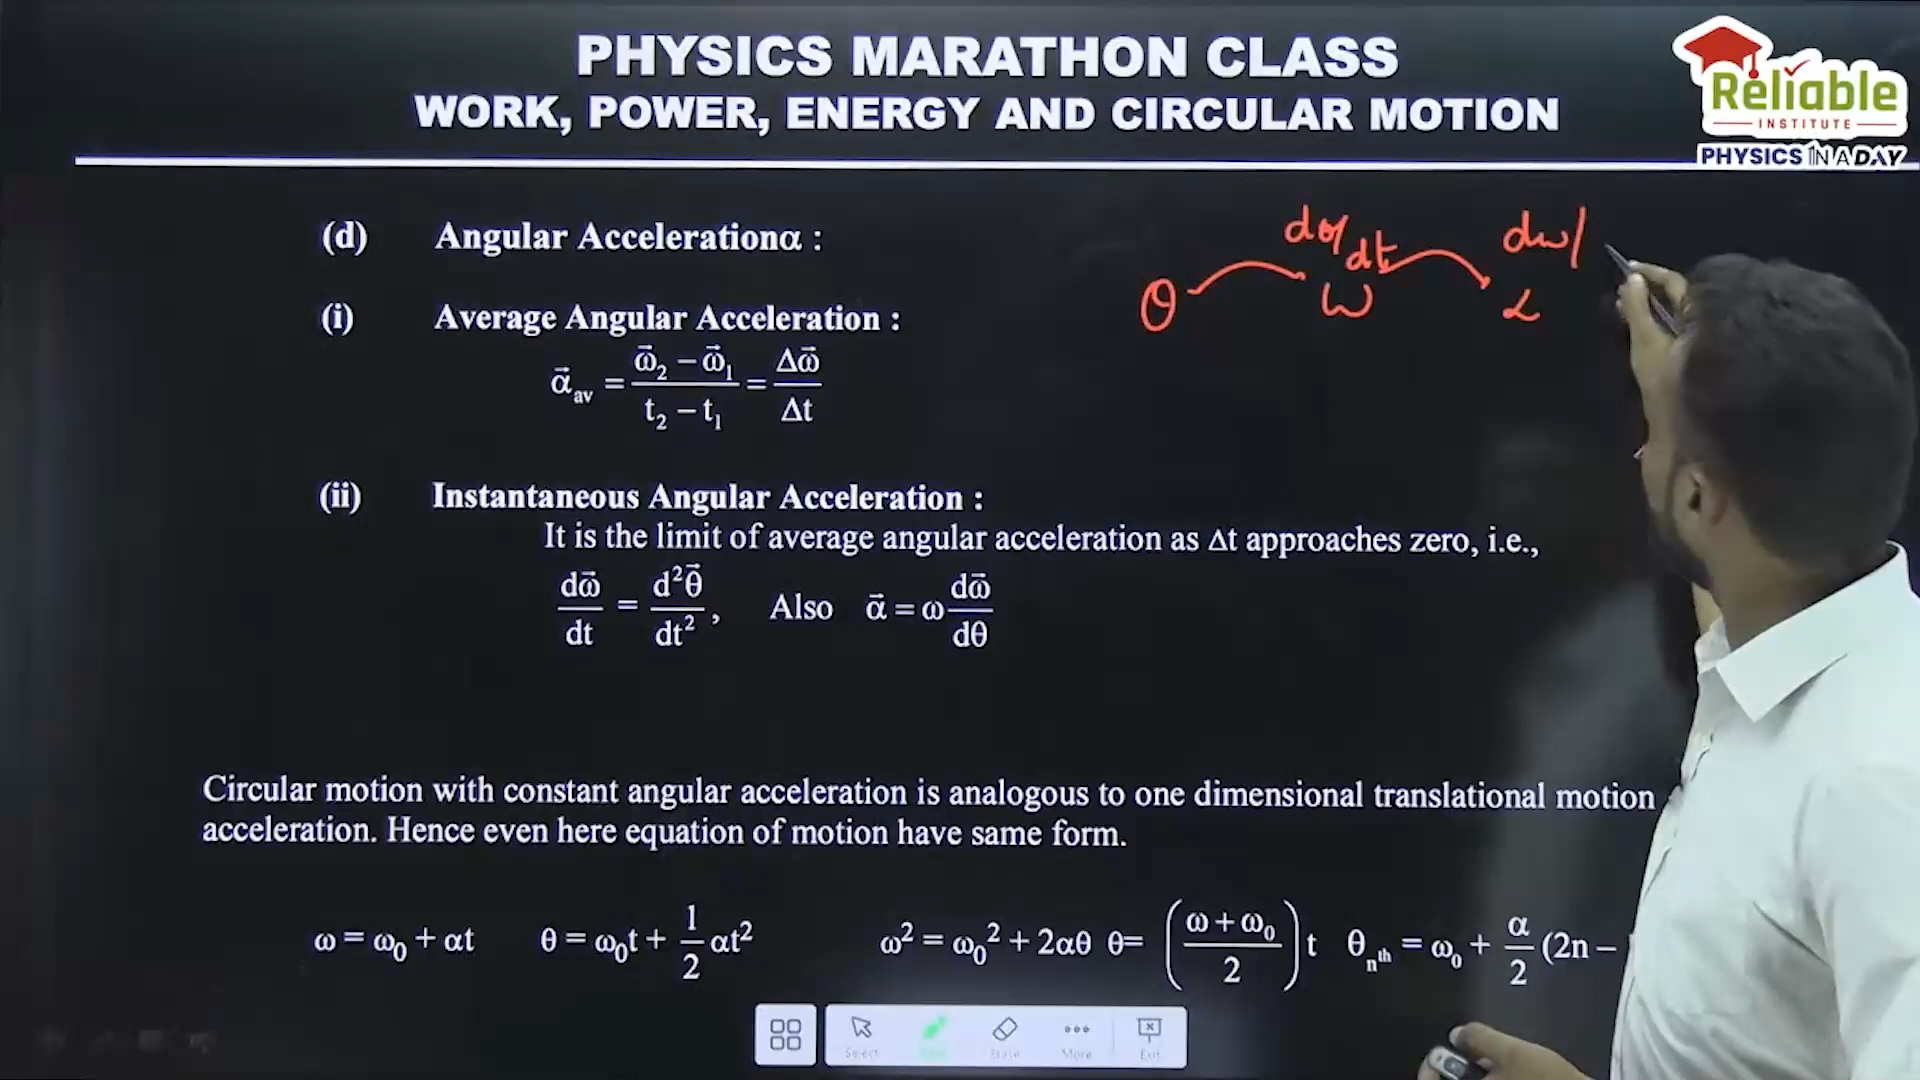 PHYSICS MARATHON CLASS
WORK, POWER, ENERGY AND CIRCULAR MOTION
Reliable
INSTITUTE
PHYSICS IN A DAY
(d) Angular Accelerationα :
dθ/dt dω/
θ ω α
(i) Average Angular Acceleration :
α⃗av = (ω⃗2 − ω⃗1)/(t2 − t1) = Δω⃗/Δt
(ii) Instantaneous Angular Acceleration :
It is the limit of average angular acceleration as Δt approaches zero, i.e.,
dω⃗/dt = d²θ⃗/dt², Also α⃗ = ω dω⃗/dθ
Circular motion with constant angular acceleration is analogous to one dimensional translational motion
acceleration. Hence even here equation of motion have same form.
ω = ω0 + αt θ = ω0t + 1/2 αt² ω² = ω0² + 2αθ θ= ((ω + ω0)/2) t θnth = ω0 + α/2 (2n −
Select
Erase
More
Exit